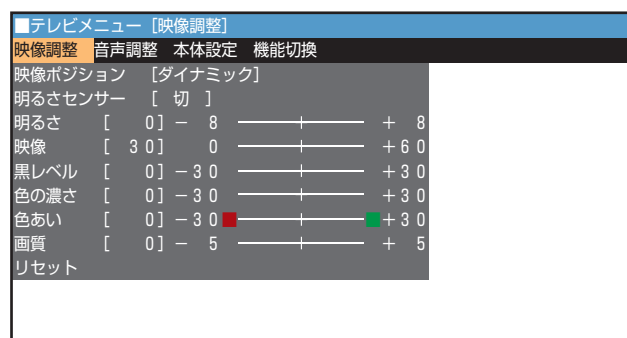 ■テレビメニュー［映像調整］
映像調整 音声調整 本体設定 機能切換
映像ポジション ［ダイナミック］
明るさセンサー ［ 切 ］
明るさ ［ 0］－ 8 ＋ 8
映像 ［ 30］ 0 ＋60
黒レベル ［ 0］－30 ＋30
色の濃さ ［ 0］－30 ＋30
色あい ［ 0］－30 ＋30
画質 ［ 0］－ 5 ＋ 5
リセット